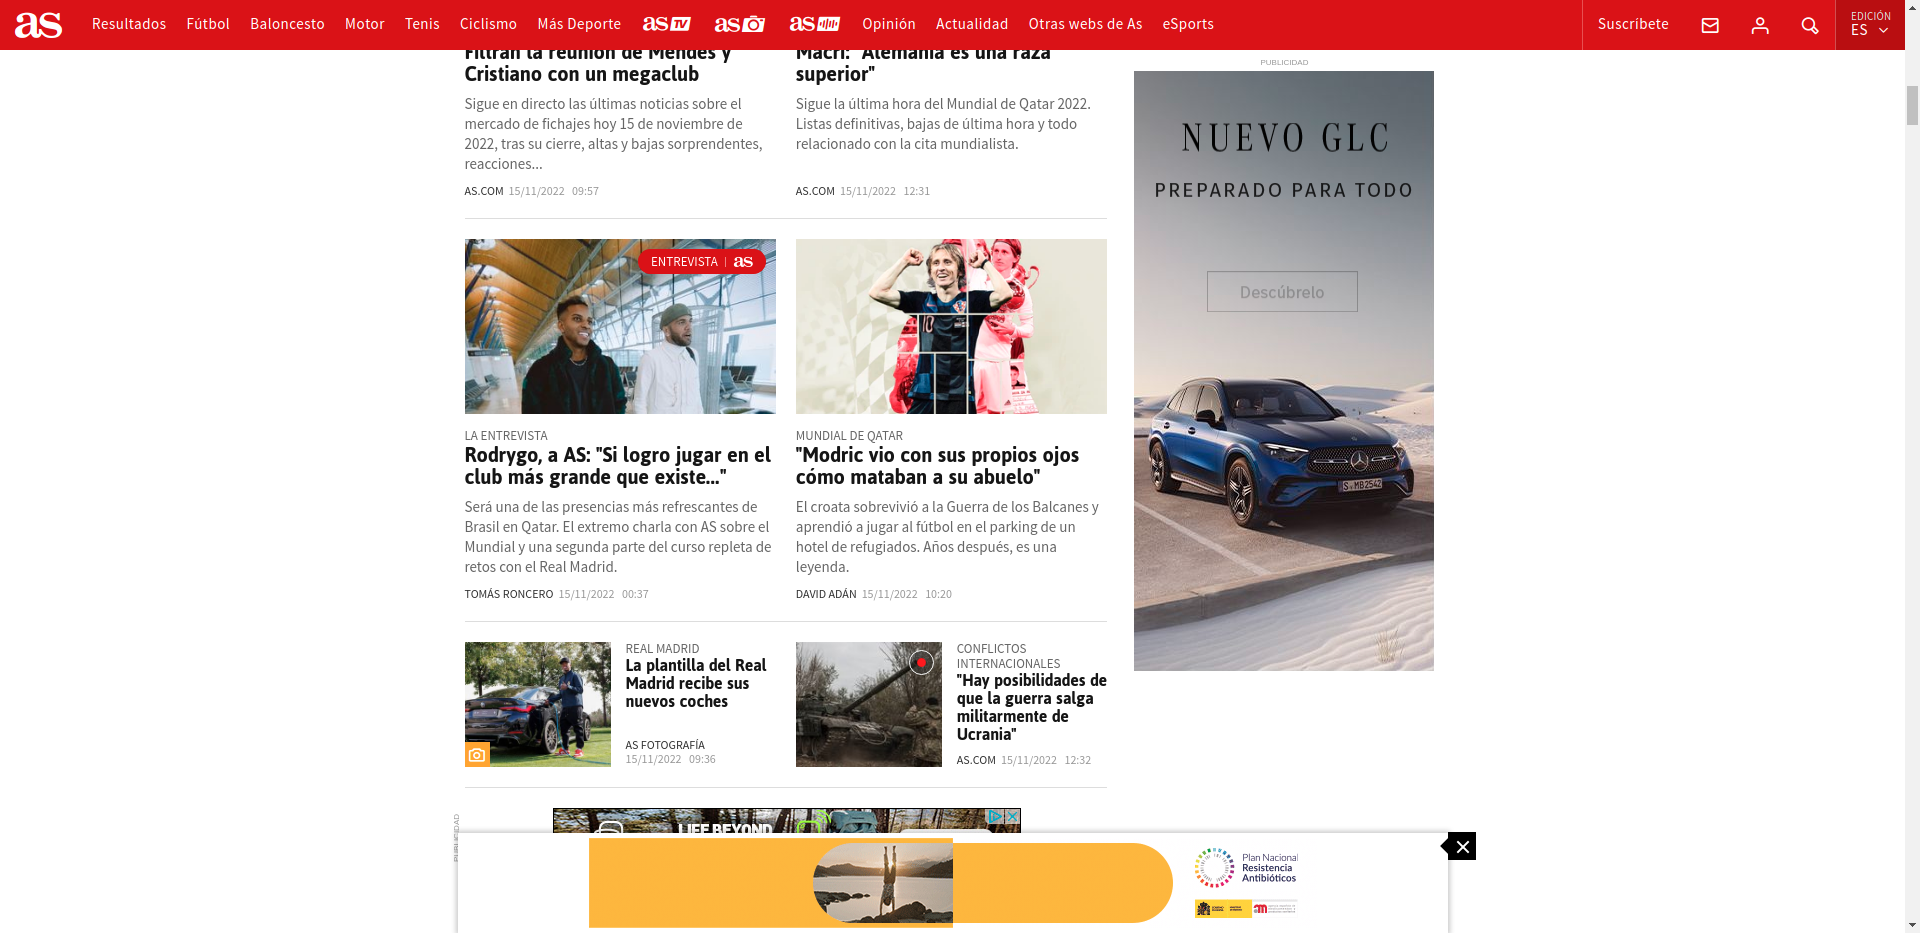 as
Resultados
Fútbol
Baloncesto
Motor
Tenis
Ciclismo
Más Deporte
as TV
as
as
Opinión
Actualidad
Otras webs de As
eSports
Suscríbete
EDICIÓN
ES
Filtran la reunión de Mendes y
Cristiano con un megaclub
Sigue en directo las últimas noticias sobre el
mercado de fichajes hoy 15 de noviembre de
2022, tras su cierre, altas y bajas sorprendentes,
reacciones...
AS.COM 15/11/2022 09:57
Macri: "Alemania es una raza
superior"
Sigue la última hora del Mundial de Qatar 2022.
Listas definitivas, bajas de última hora y todo
relacionado con la cita mundialista.
AS.COM 15/11/2022 12:31
ENTREVISTA | as
LA ENTREVISTA
Rodrygo, a AS: "Si logro jugar en el
club más grande que existe..."
Será una de las presencias más refrescantes de
Brasil en Qatar. El extremo charla con AS sobre el
Mundial y una segunda parte del curso repleta de
retos con el Real Madrid.
TOMÁS RONCERO 15/11/2022 00:37
10
MUNDIAL DE QATAR
"Modric vio con sus propios ojos
cómo mataban a su abuelo"
El croata sobrevivió a la Guerra de los Balcanes y
aprendió a jugar al fútbol en el parking de un
hotel de refugiados. Años después, es una
leyenda.
DAVID ADÁN 15/11/2022 10:20
REAL MADRID
La plantilla del Real
Madrid recibe sus
nuevos coches
AS FOTOGRAFÍA
15/11/2022 09:36
CONFLICTOS
INTERNACIONALES
"Hay posibilidades de
que la guerra salga
militarmente de
Ucrania"
AS.COM 15/11/2022 12:32
PUBLICIDAD
NUEVO GLC
PREPARADO PARA TODO
Descúbrelo
S·MB2542
PUBLICIDAD
LIFE BEYOND
Plan Nacional
Resistencia
Antibióticos